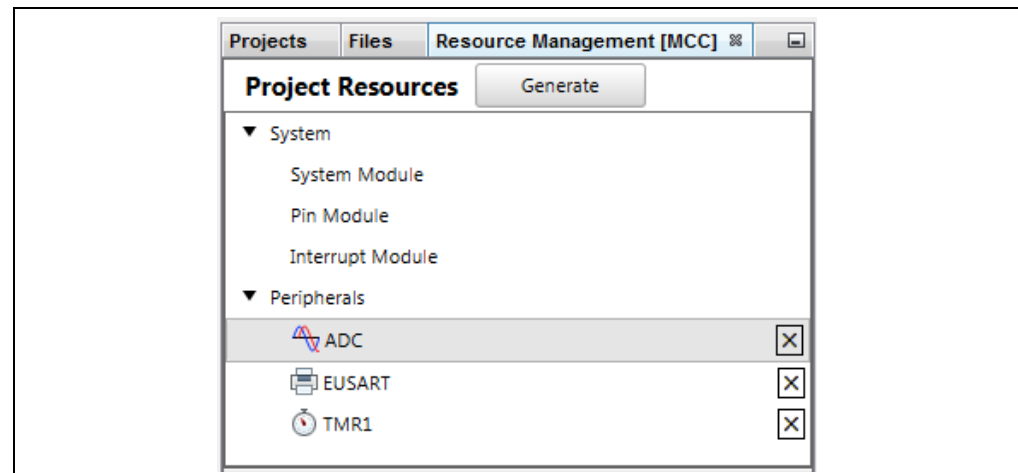 Projects Files Resource Management [MCC]
Project Resources Generate
System
System Module
Pin Module
Interrupt Module
Peripherals
ADC
EUSART
TMR1